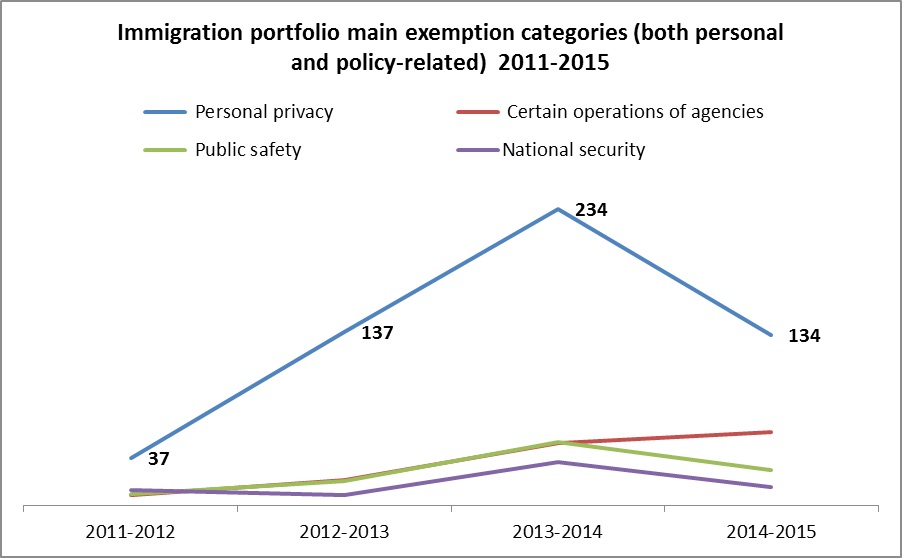 Immigration portfolio main exemption categories (both personal
and policy-related)  2011-2015
Personal privacy
Certain operations of agencies
Public safety
National security
234
137
134
37
2011-2012
2012-2013
2013-2014
2014-2015